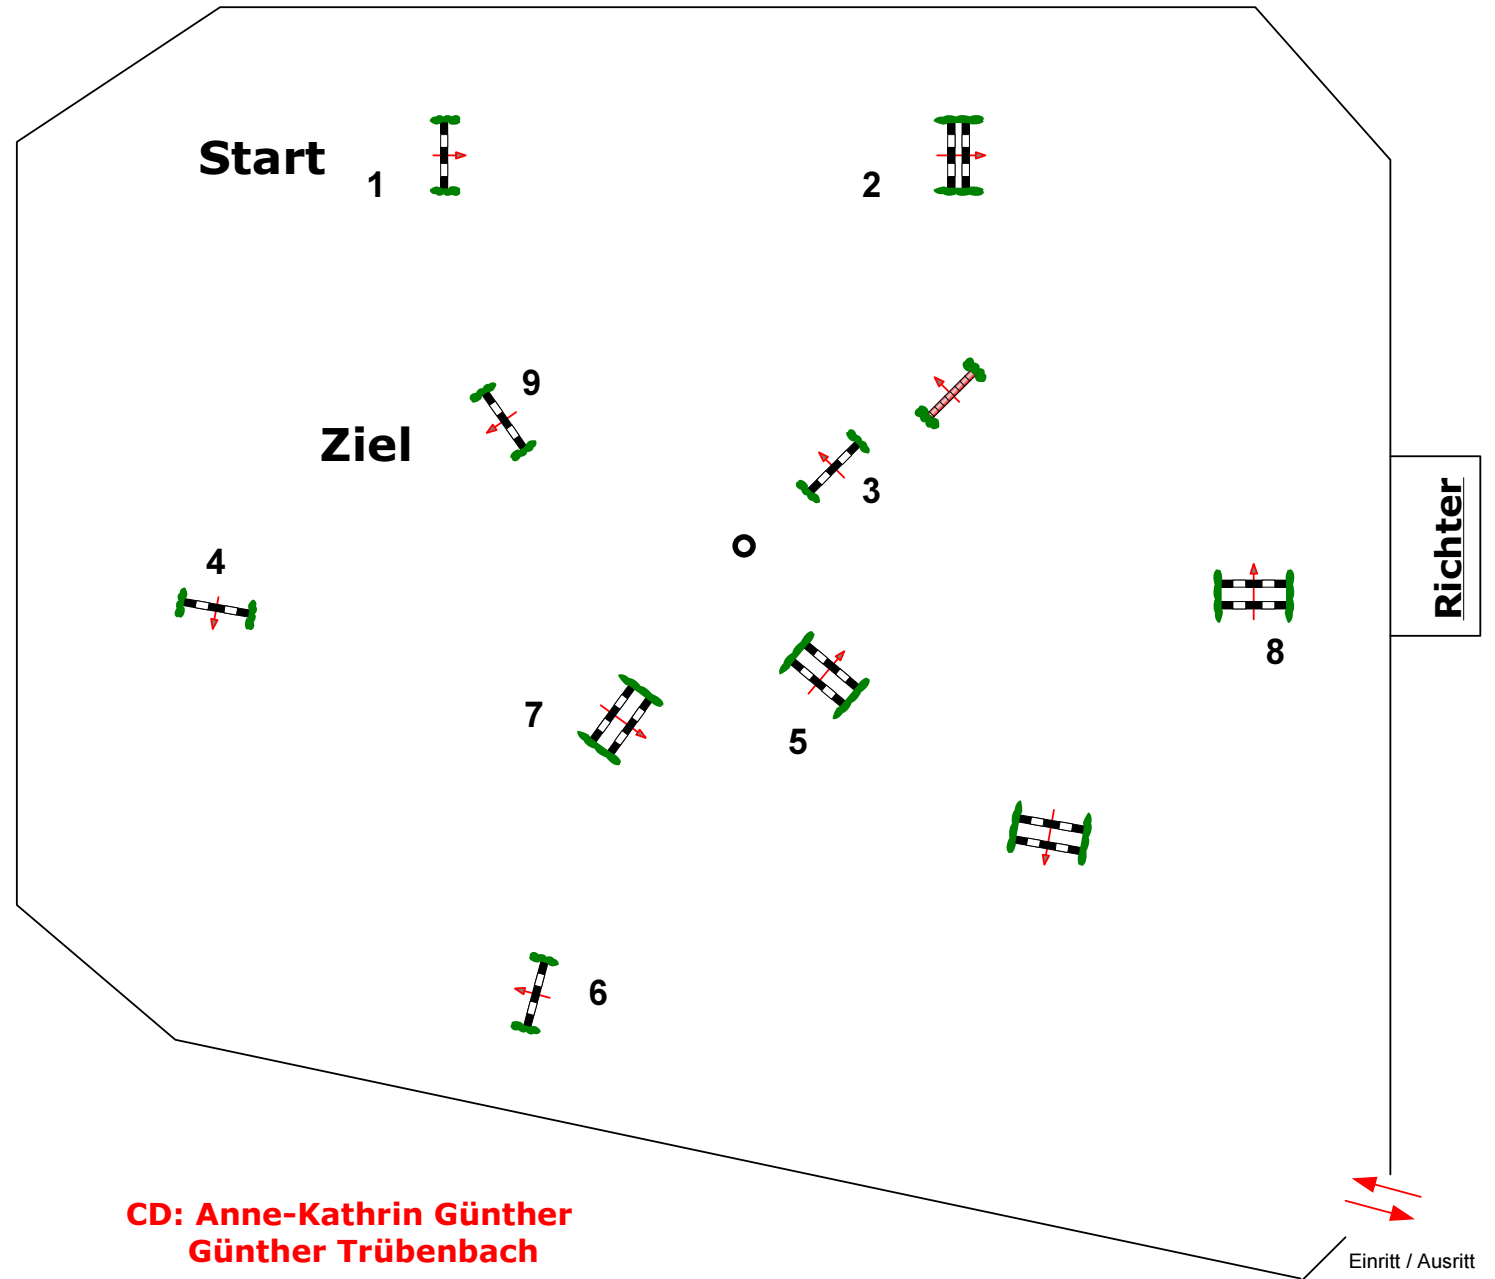 Start
1
2
9
Ziel
3
4
Richter
8
7
5
6
CD: Anne-Kathrin Günther
Günther Trübenbach
Einritt / Ausritt